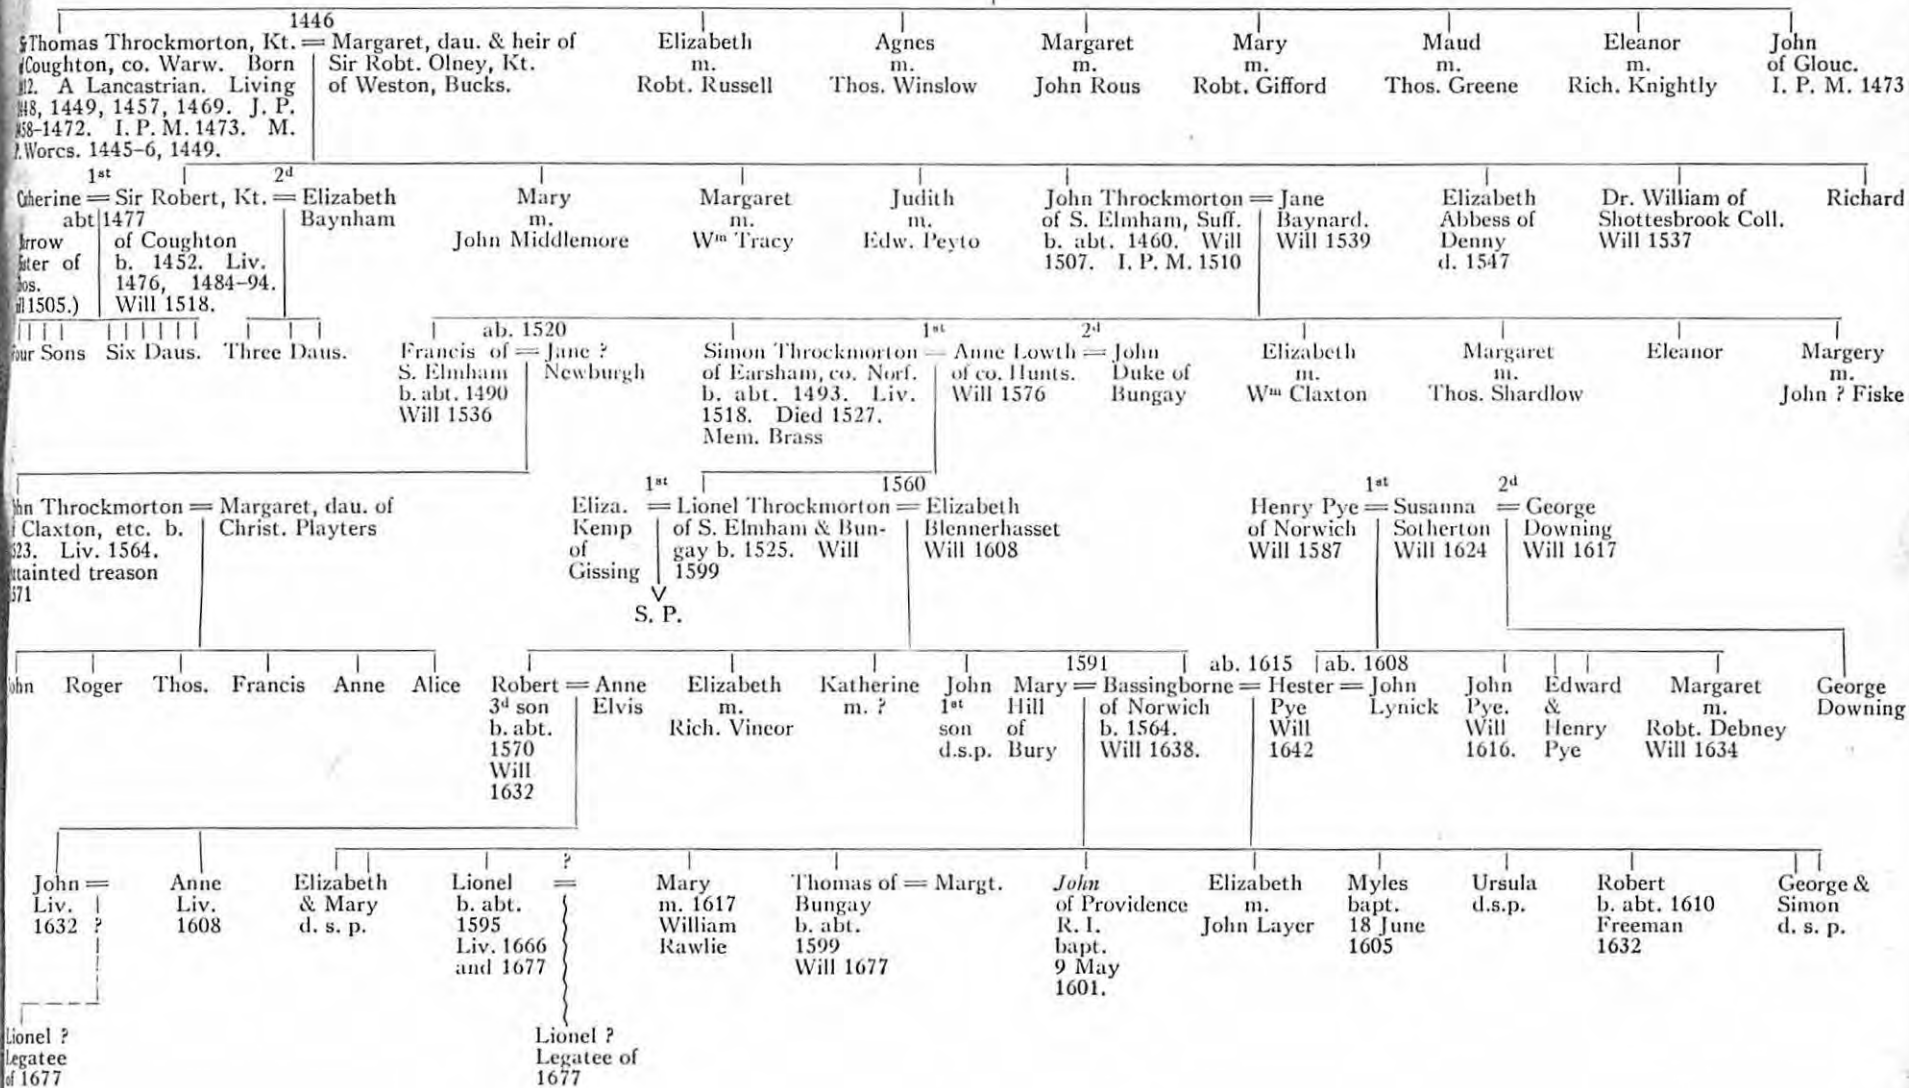 1446
Thomas Throckmorton, Kt. = Margaret, dau. & heir of
Coughton, co. Warw. Born
A Lancastrian. Living
1449, 1457, 1469. J. P.
-1472. I. P. M. 1473. M.
Worcs. 1445-6, 1449.
Sir Robt. Olney, Kt.
of Weston, Bucks.
Elizabeth
m.
Robt. Russell
Agnes
m.
Thos. Winslow
Margaret
m.
John Rous
Mary
m.
Robt. Gifford
Maud
m.
Thos. Greene
Eleanor
m.
Rich. Knightly
John
of Glouc.
I. P. M. 1473
1st 2d
= Sir Robert, Kt. = Elizabeth
Baynham
abt 1477
of Coughton
b. 1452. Liv.
1476, 1484-94.
Will 1518.
of
1505.)
Mary
m.
John Middlemore
Margaret
m.
Wm Tracy
Judith
m.
Edw. Peyto
John Throckmorton = Jane
of S. Elmham, Suff.
b. abt. 1460. Will
1507. I. P. M. 1510
Baynard.
Will 1539
Elizabeth
Abbess of
Denny
d. 1547
Dr. William of
Shottesbrook Coll.
Will 1537
Richard
Sons Six Daus. Three Daus.
ab. 1520
Francis of = Jane ?
S. Elmham
b. abt. 1490
Will 1536
Newburgh
1st 2d
Simon Throckmorton = Anne Lowth = John
of Earsham, co. Norf.
b. abt. 1493. Liv.
1518. Died 1527.
Mem. Brass
of co. Hunts.
Will 1576
Duke of
Bungay
Elizabeth
m.
Wm Claxton
Margaret
m.
Thos. Shardlow
Eleanor
Margery
m.
John ? Fiske
Throckmorton = Margaret, dau. of
Claxton, etc. b.
Liv. 1564.
treason
Christ. Playters
1st 1560
Eliza. = Lionel Throckmorton = Elizabeth
Kemp
of
Gissing
of S. Elmham & Bun-
gay b. 1525. Will
1599
Blennerhasset
Will 1608
S. P.
1st 2d
Henry Pye = Susanna = George
of Norwich
Will 1587
Sotherton
Will 1624
Downing
Will 1617
Roger
Thos.
Francis
Anne
Alice
1591 ab. 1615 ab. 1608
Robert = Anne
3d son
b. abt.
1570
Will
1632
Elvis
Elizabeth
m.
Rich. Vincor
Katherine
m. ?
John
1st
son
d.s.p.
Mary = Bassingborne = Hester = John
Hill
of
Bury
of Norwich
b. 1564.
Will 1638.
Pye
Will
1642
Lynick
John
Pye.
Will
1616.
Edward
&
Henry
Pye
Margaret
m.
Robt. Debney
Will 1634
George
Downing
John =
Liv.
1632 ?
Anne
Liv.
1608
Elizabeth
& Mary
d. s. p.
?
Lionel =
b. abt.
1595
Liv. 1666
and 1677
Mary
m. 1617
William
Rawlie
Thomas of = Margt.
Bungay
b. abt.
1599
Will 1677
John
of Providence
R. I.
bapt.
9 May
1601.
Elizabeth
m.
John Layer
Myles
bapt.
18 June
1605
Ursula
d.s.p.
Robert
b. abt. 1610
Freeman
1632
George &
Simon
d. s. p.
Lionel ?
Legatee
of 1677
Lionel ?
Legatee of
1677